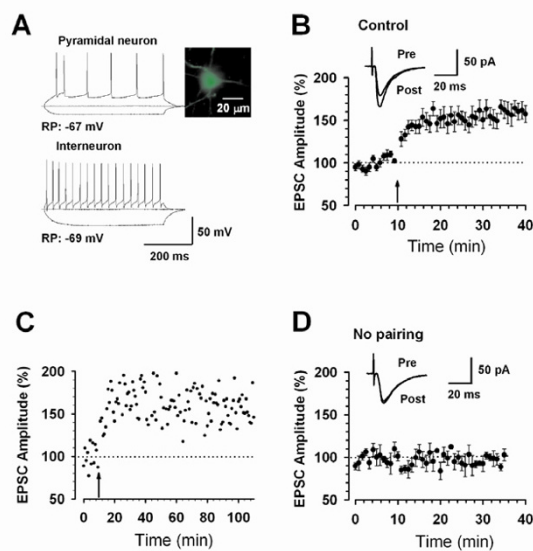 A
Pyramidal neuron
20 μm
RP: -67 mV
Interneuron
RP: -69 mV
50 mV
200 ms
B
Control
Pre
Post
50 pA
20 ms
EPSC Amplitude (%)
200
150
100
50
0 10 20 30 40
Time (min)
C
EPSC Amplitude (%)
200
150
100
50
0 20 40 60 80 100
Time (min)
D
No pairing
Pre
Post
50 pA
20 ms
EPSC Amplitude (%)
200
150
100
50
0 10 20 30 40
Time (min)